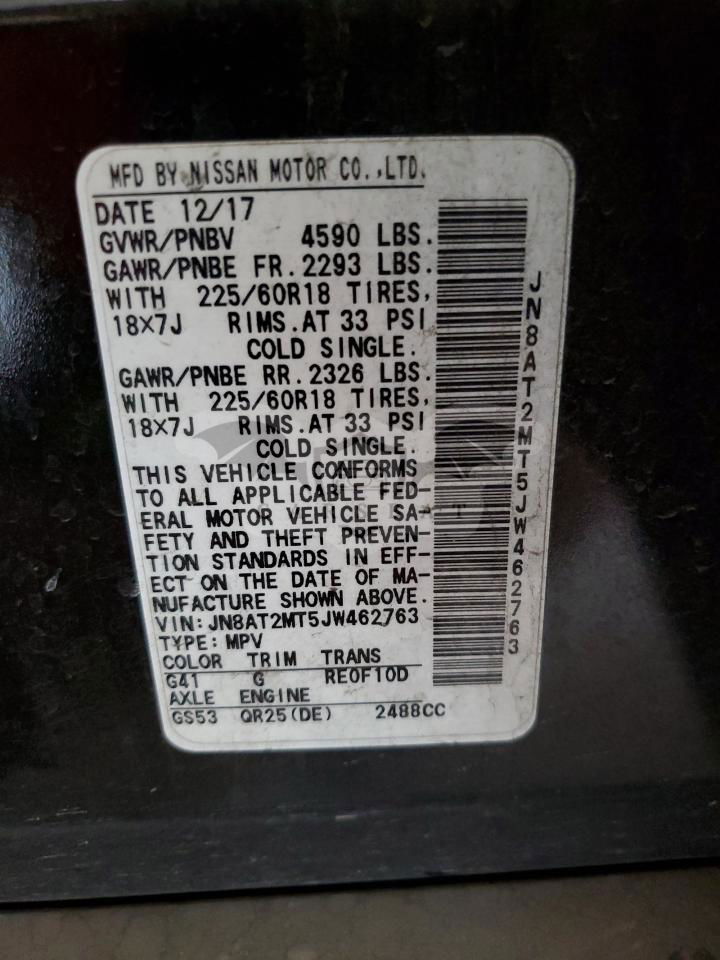 MFD BY NISSAN MOTOR CO.,LTD.
DATE 12/17
GVWR/PNBV 4590 LBS.
GAWR/PNBE FR. 2293 LBS.
WITH 225/60R18 TIRES,
18×7J RIMS.AT 33 PSI
COLD SINGLE.
GAWR/PNBE RR. 2326 LBS.
WITH 225/60R18 TIRES,
18×7J RIMS.AT 33 PSI
COLD SINGLE.
THIS VEHICLE CONFORMS
TO ALL APPLICABLE FED-
ERAL MOTOR VEHICLE SA-
FETY AND THEFT PREVEN-
TION STANDARDS IN EFF-
ECT ON THE DATE OF MA-
NUFACTURE SHOWN ABOVE.
VIN: JN8AT2MT5JW462763
TYPE: MPV
COLOR TRIM TRANS
G41 G RE0F10D
AXLE ENGINE
GS53 QR25(DE) 2488CC
JN8AT2MT5JW462763